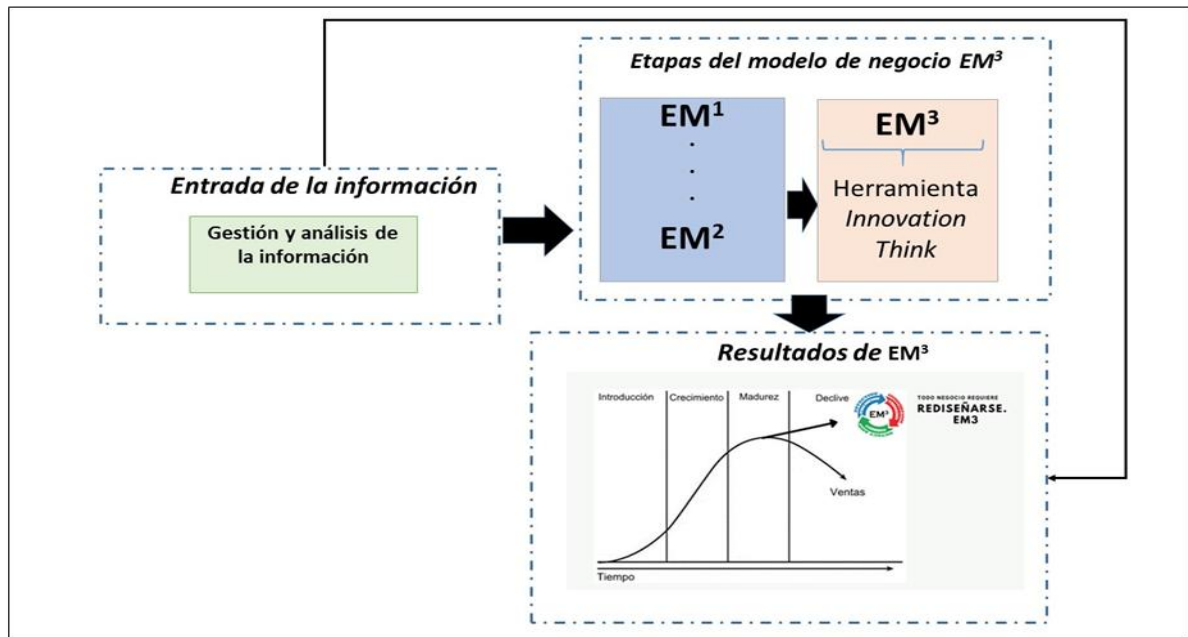 Etapas del modelo de negocio EM³
EM¹
.
.
.
EM²
EM³
Herramienta
Innovation
Think
Entrada de la información
Gestión y análisis de
la información
Resultados de EM³
Introducción
Crecimiento
Madurez
Declive
EM³
TODO NEGOCIO REQUIERE
REDISEÑARSE.
EM3
Ventas
Tiempo